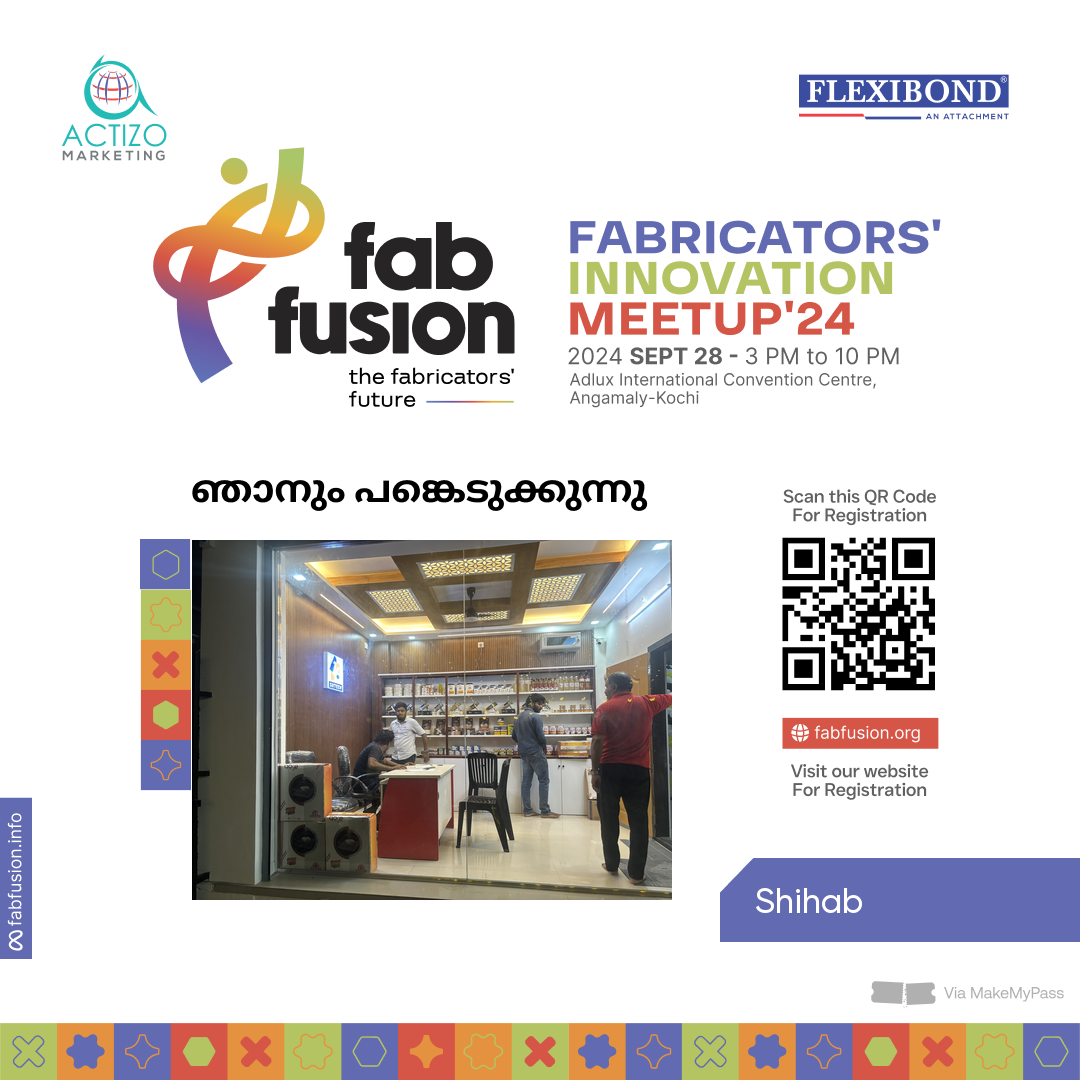 ACTIZO
MARKETING
FLEXIBOND®
AN ATTACHMENT
fab
fusion
the fabricators'
future
FABRICATORS'
INNOVATION
MEETUP'24
2024 SEPT 28 - 3 PM to 10 PM
Adlux International Convention Centre,
Angamaly-Kochi
ഞാനും പങ്കെടുക്കുന്നു
Scan this QR Code
For Registration
fabfusion.org
Visit our website
For Registration
fabfusion.info
Shihab
Via MakeMyPass